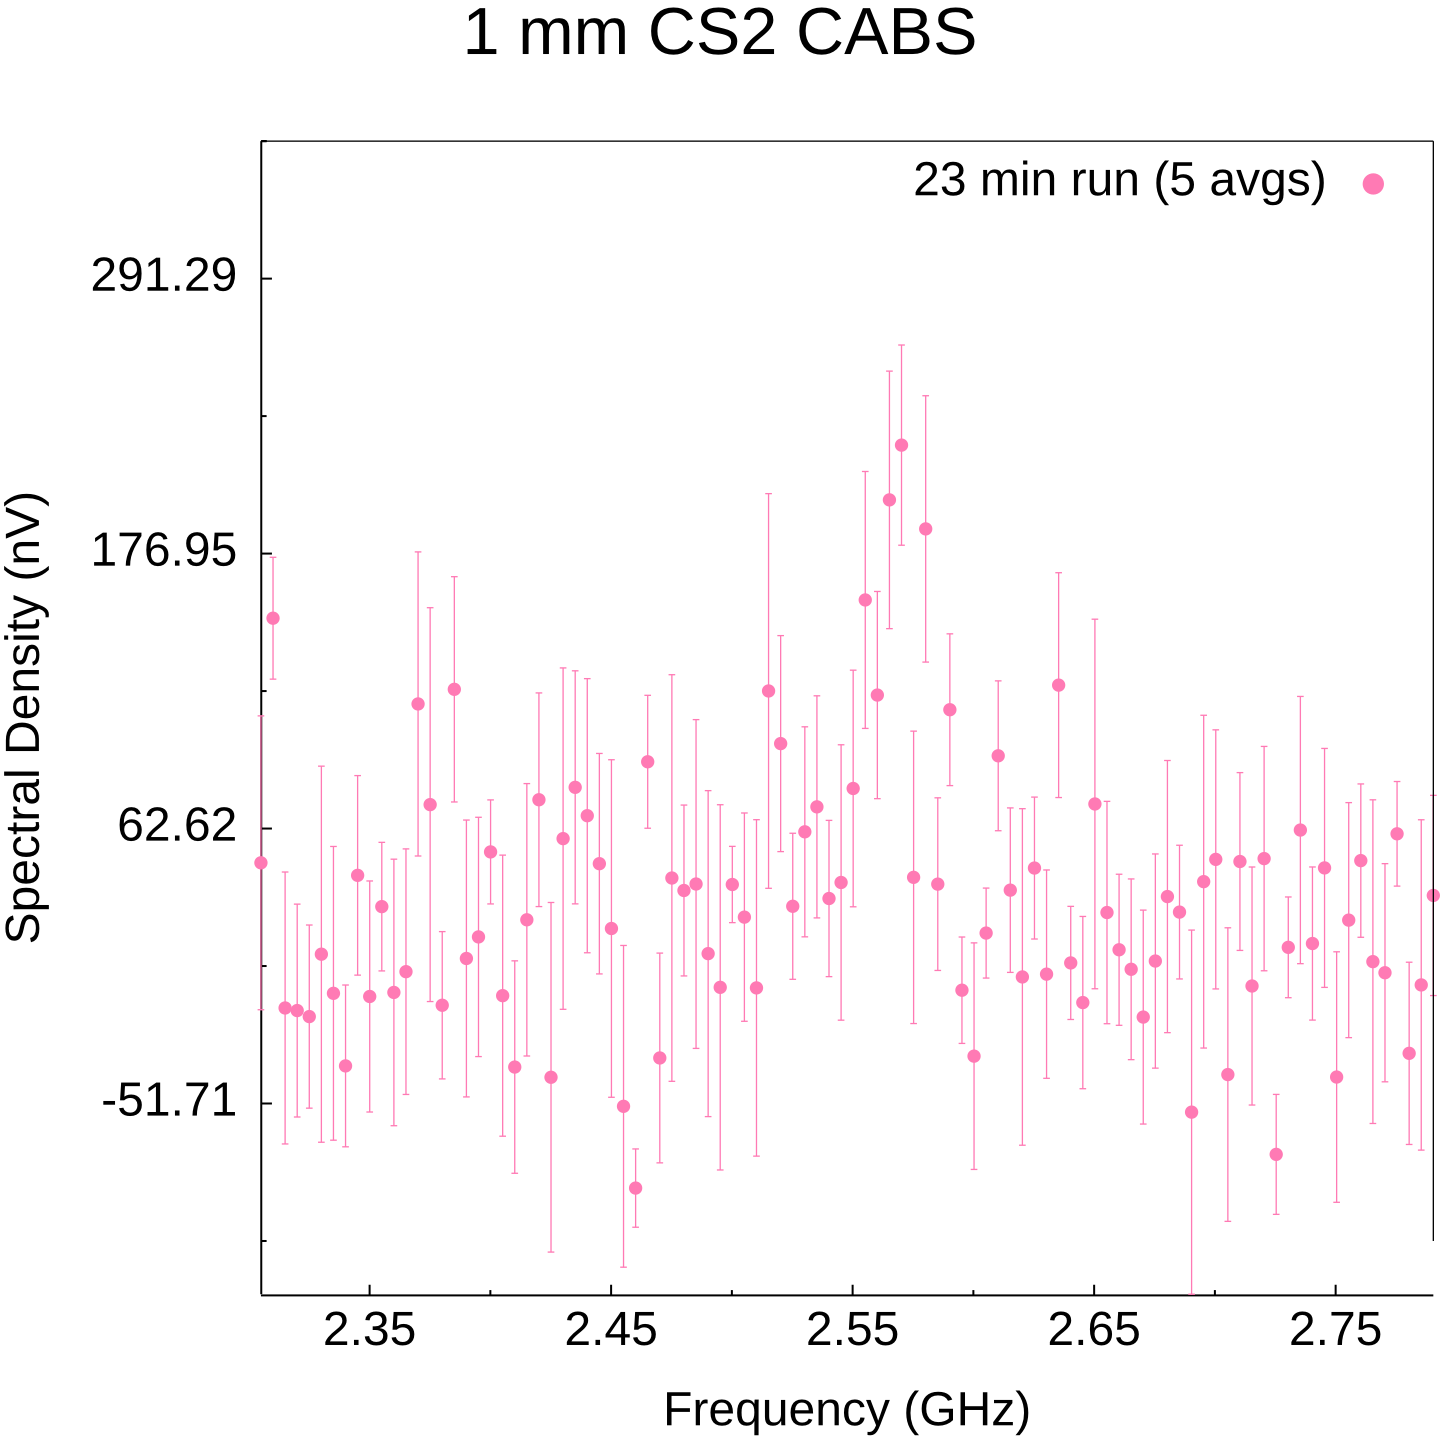 1 mm CS2 CABS
23 min run (5 avgs)
291.29
176.95
62.62
-51.71
Spectral Density (nV)
2.35 2.45 2.55 2.65 2.75
Frequency (GHz)